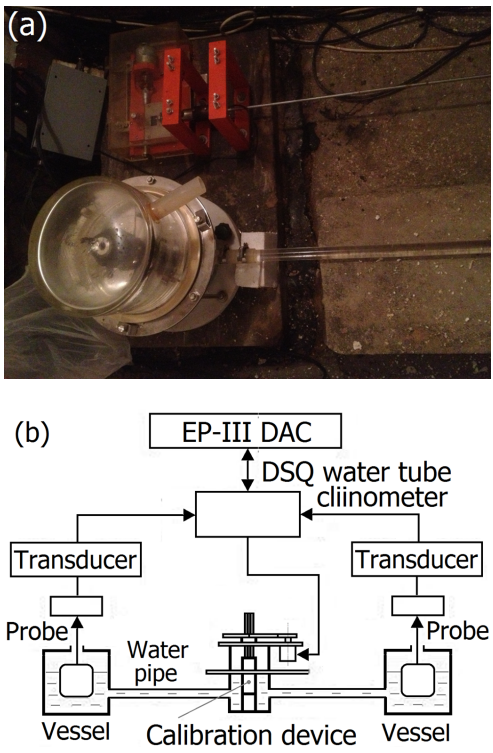 (a)
(b)
EP-III DAC
DSQ water tube
cliinometer
Transducer
Transducer
Probe
Probe
Water
pipe
Vessel
Calibration device
Vessel